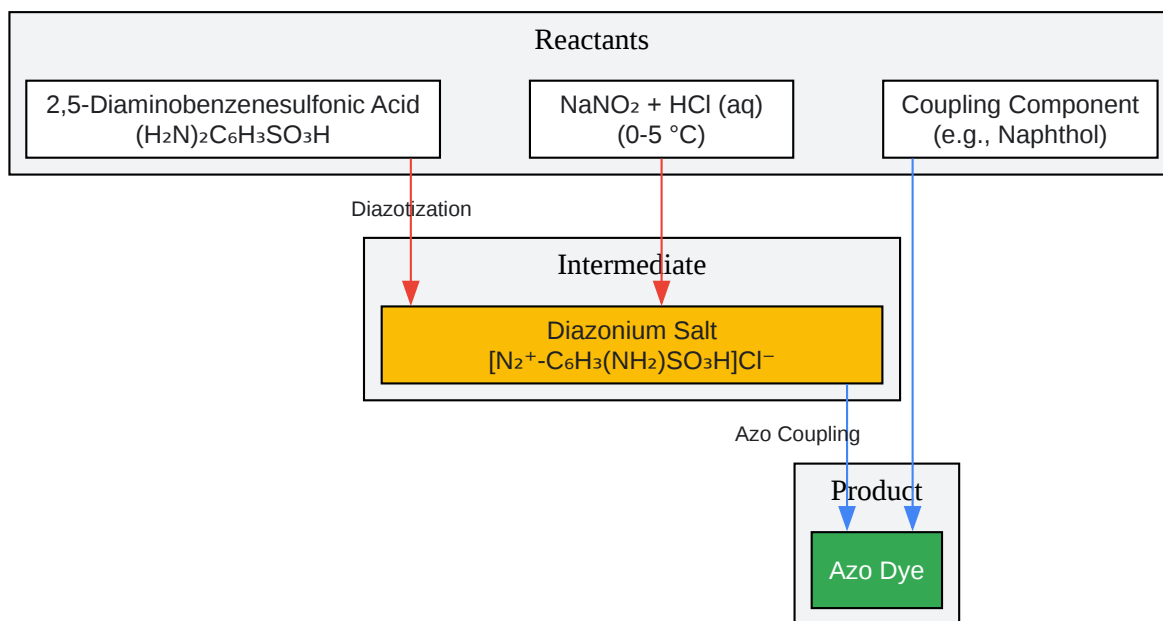 Reactants
2,5-Diaminobenzenesulfonic Acid
(H₂N)₂C₆H₃SO₃H
NaNO₂ + HCl (aq)
(0-5 °C)
Coupling Component
(e.g., Naphthol)
Diazotization
Intermediate
Diazonium Salt
[N₂⁺-C₆H₃(NH₂)SO₃H]Cl⁻
Azo Coupling
Product
Azo Dye